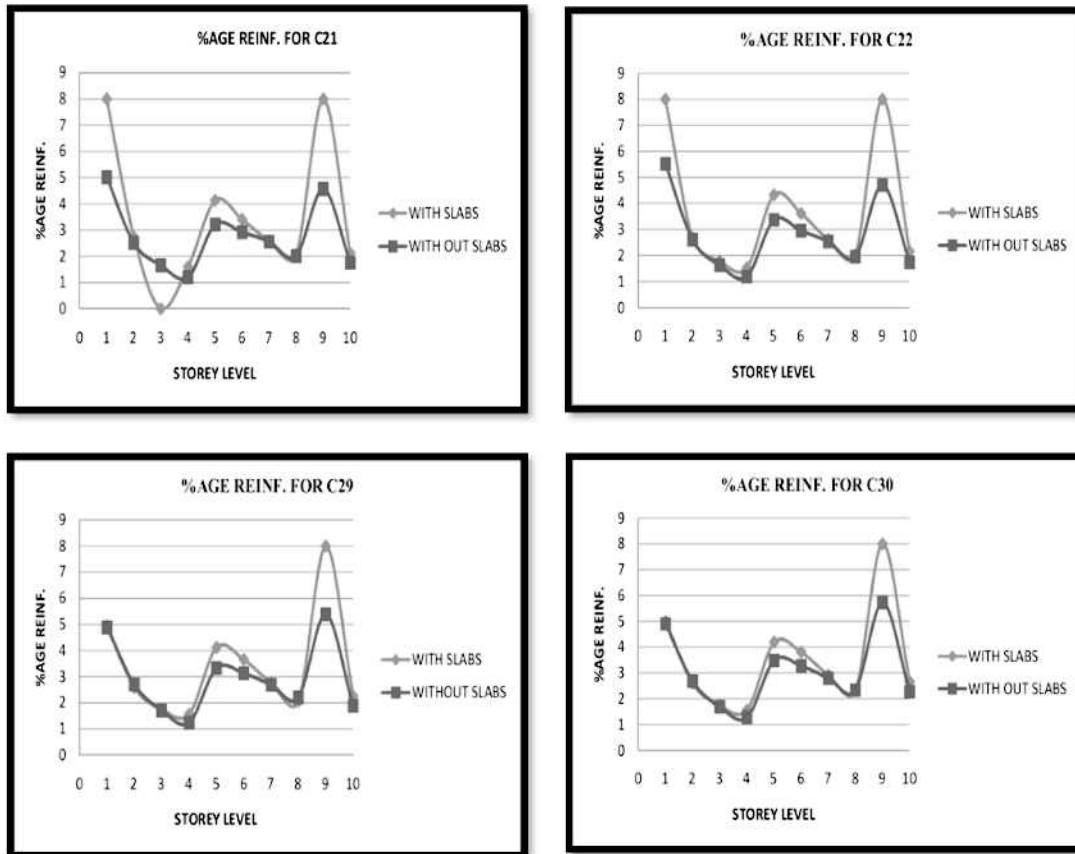 %AGE REINF. FOR C21
9
8
7
6
5
4
3
2
1
0
%AGE REINF.
0 1 2 3 4 5 6 7 8 9 10
STOREY LEVEL
WITH SLABS
WITH OUT SLABS
%AGE REINF. FOR C22
9
8
7
6
5
4
3
2
1
0
%AGE REINF.
0 1 2 3 4 5 6 7 8 9 10
STOREY LEVEL
WITH SLABS
WITH OUT SLABS
%AGE REINF. FOR C29
9
8
7
6
5
4
3
2
1
0
%AGE REINF.
0 1 2 3 4 5 6 7 8 9 10
STOREY LEVEL
WITH SLABS
WITHOUT SLABS
%AGE REINF. FOR C30
9
8
7
6
5
4
3
2
1
0
%AGE REINF.
0 1 2 3 4 5 6 7 8 9 10
STOREY LEVEL
WITH SLABS
WITH OUT SLABS